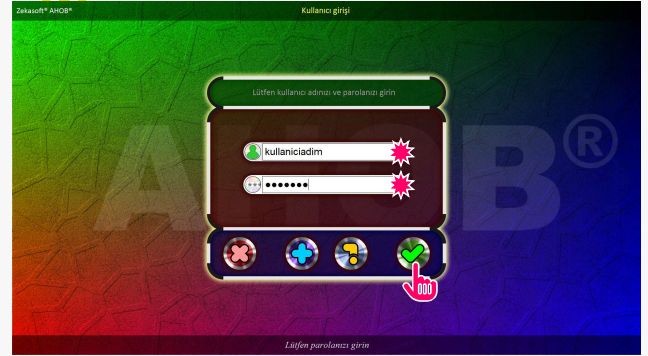 Zekasoft® AHOB®
Kullanıcı girişi
Lütfen kullanıcı adınızı ve parolanızı girin
AHOB®
kullaniciadim
•••••••
Lütfen parolanızı girin